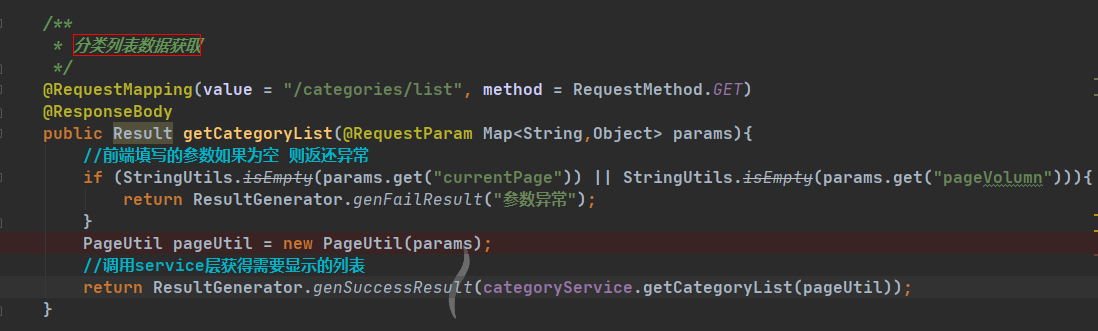 /**
* 分类列表数据获取
*/
@RequestMapping(value = "/categories/list", method = RequestMethod.GET)
@ResponseBody
public Result getCategoryList(@RequestParam Map<String,Object> params){
//前端填写的参数如果为空 则返还异常
if (StringUtils.isEmpty(params.get("currentPage")) || StringUtils.isEmpty(params.get("pageVolumn"))){
return ResultGenerator.genFailResult("参数异常");
}
PageUtil pageUtil = new PageUtil(params);
//调用service层获得需要显示的列表
return ResultGenerator.genSuccessResult(categoryService.getCategoryList(pageUtil));
}